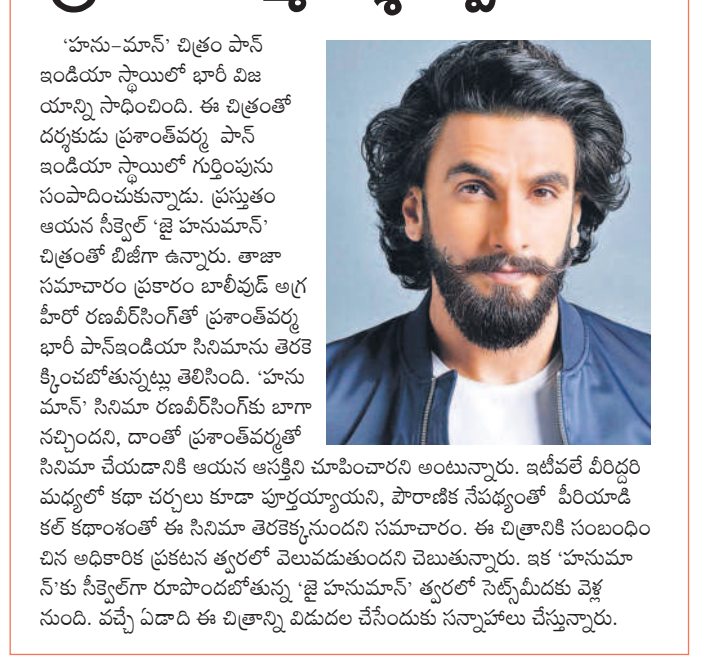 ‘హను–మాన్’ చిత్రం పాన్
ఇండియా స్థాయిలో భారీ విజ
యాన్ని సాధించింది. ఈ చిత్రంతో
దర్శకుడు ప్రశాంత్‌వర్మ పాన్
ఇండియా స్థాయిలో గుర్తింపును
సంపాదించుకున్నాడు. ప్రస్తుతం
ఆయన సీక్వెల్ ‘జై హనుమాన్’
చిత్రంతో బిజీగా ఉన్నారు. తాజా
సమాచారం ప్రకారం బాలీవుడ్ అగ్ర
హీరో రణవీర్‌సింగ్‌తో ప్రశాంత్‌వర్మ
భారీ పాన్‌ఇండియా సినిమాను తెరకె
క్కించబోతున్నట్లు తెలిసింది. ‘హను
మాన్’ సినిమా రణవీర్‌సింగ్‌కు బాగా
నచ్చిందని, దాంతో ప్రశాంత్‌వర్మతో
సినిమా చేయడానికి ఆయన ఆసక్తిని చూపించారని అంటున్నారు. ఇటీవలే వీరిద్దరి
మధ్యలో కథా చర్చలు కూడా పూర్తయ్యాయని, పౌరాణిక నేపథ్యంతో పీరియాడి
కల్ కథాంశంతో ఈ సినిమా తెరకెక్కనుందని సమాచారం. ఈ చిత్రానికి సంబంధిం
చిన అధికారిక ప్రకటన త్వరలో వెలువడుతుందని చెబుతున్నారు. ఇక ‘హనుమా
న్’కు సీక్వెల్‌గా రూపొందబోతున్న ‘జై హనుమాన్’ త్వరలో సెట్స్‌మీదకు వెళ్ల
నుంది. వచ్చే ఏడాది ఈ చిత్రాన్ని విడుదల చేసేందుకు సన్నాహాలు చేస్తున్నారు.